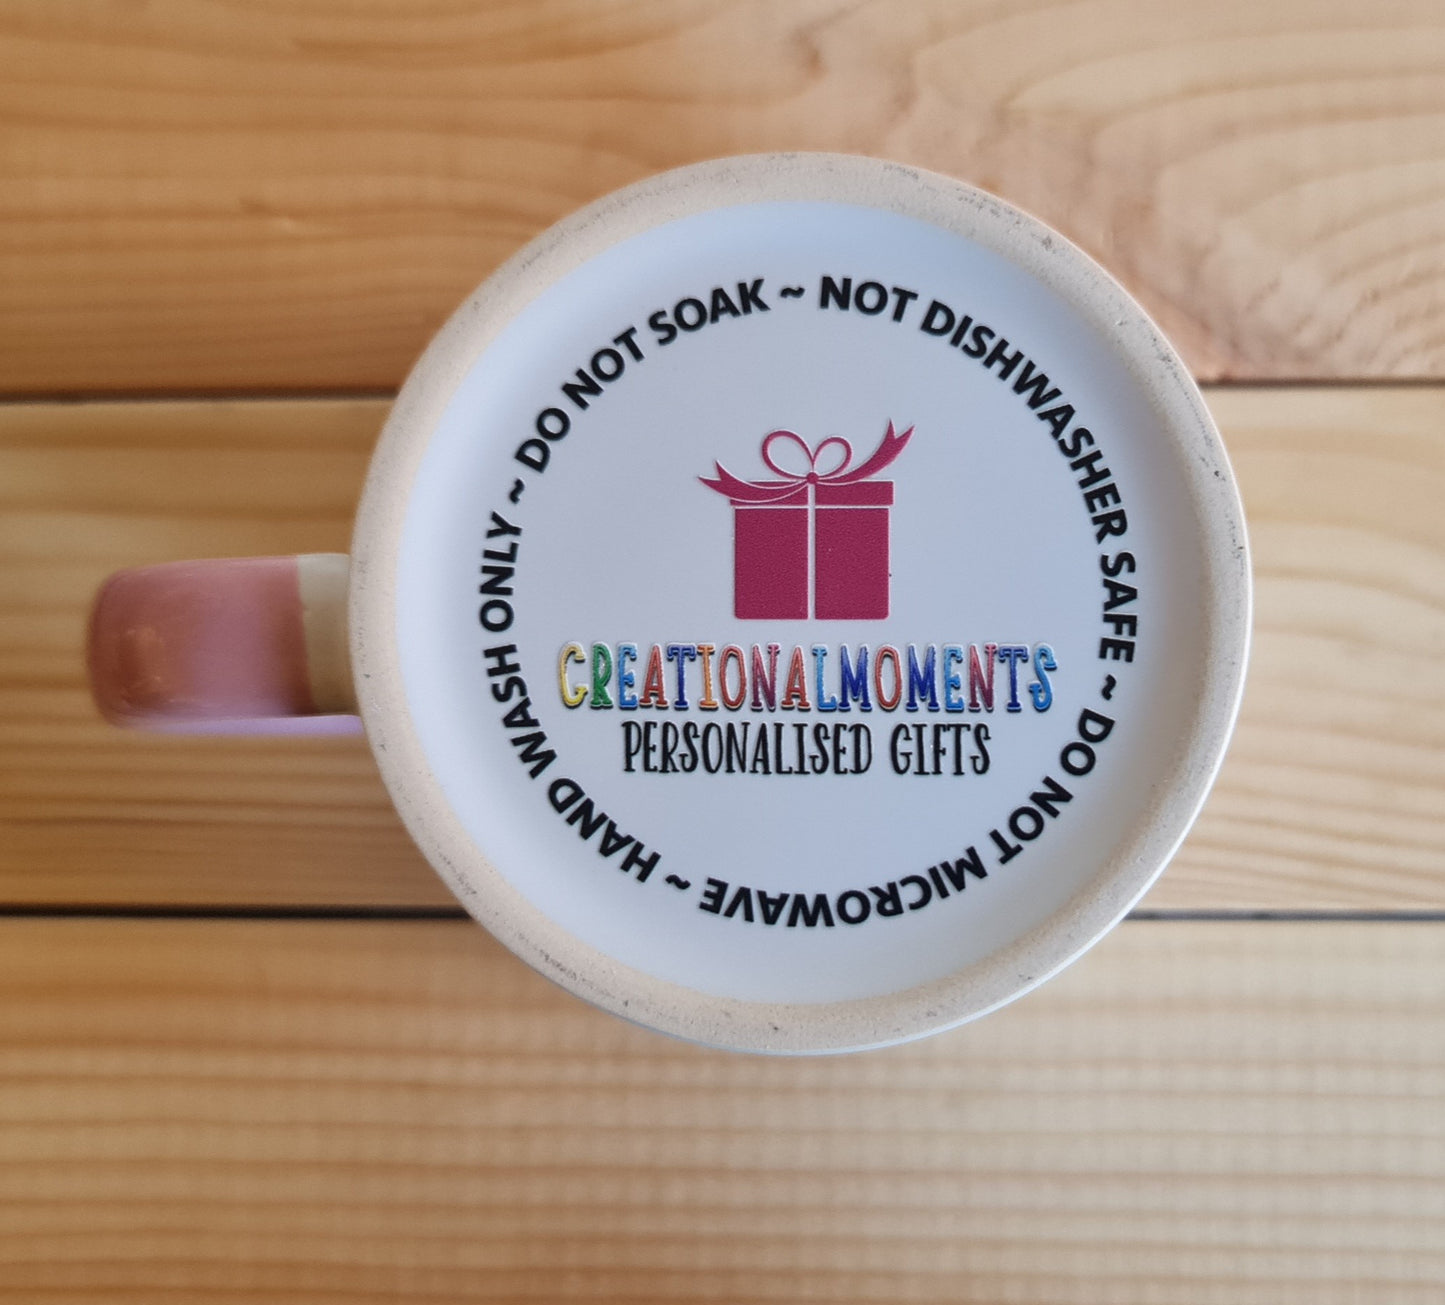 NOT DISHWASHER SAFE ~ DO NOT MICROWAVE ~ HAND WASH ONLY ~ DO NOT SOAK ~
CREATIONALMOMENTS
PERSONALISED GIFTS